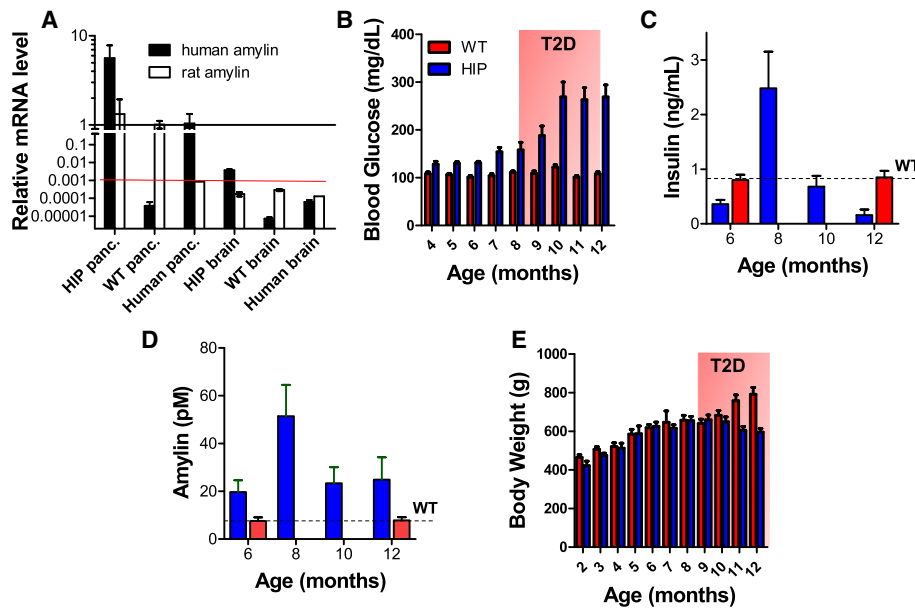 A
Relative mRNA level
10
1
0.1
0.01
0.001
0.0001
0.00001
human amylin
rat amylin
HIP panc.
WT panc.
Human panc.
HIP brain
WT brain
Human brain
B
Blood Glucose (mg/dL)
400
300
200
100
0
WT
HIP
T2D
4 5 6 7 8 9 10 11 12
Age (months)
C
Insulin (ng/mL)
3
2
1
0
WT
6 8 10 12
Age (months)
D
Amylin (pM)
80
60
40
20
0
WT
6 8 10 12
Age (months)
E
Body Weight (g)
1000
800
600
400
200
0
T2D
2 3 4 5 6 7 8 9 10 11 12
Age (months)